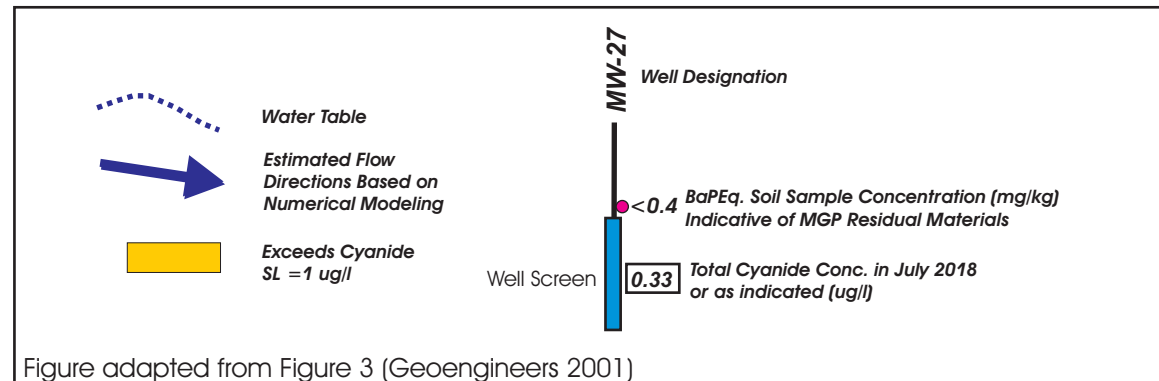 Water Table
Estimated Flow
Directions Based on
Numerical Modeling
Exceeds Cyanide
SL =1 ug/l
MW-27
Well Designation
<0.4
BaPEq. Soil Sample Concentration (mg/kg)
Indicative of MGP Residual Materials
Well Screen
0.33
Total Cyanide Conc. in July 2018
or as indicated (ug/l)
Figure adapted from Figure 3 (Geoengineers 2001)